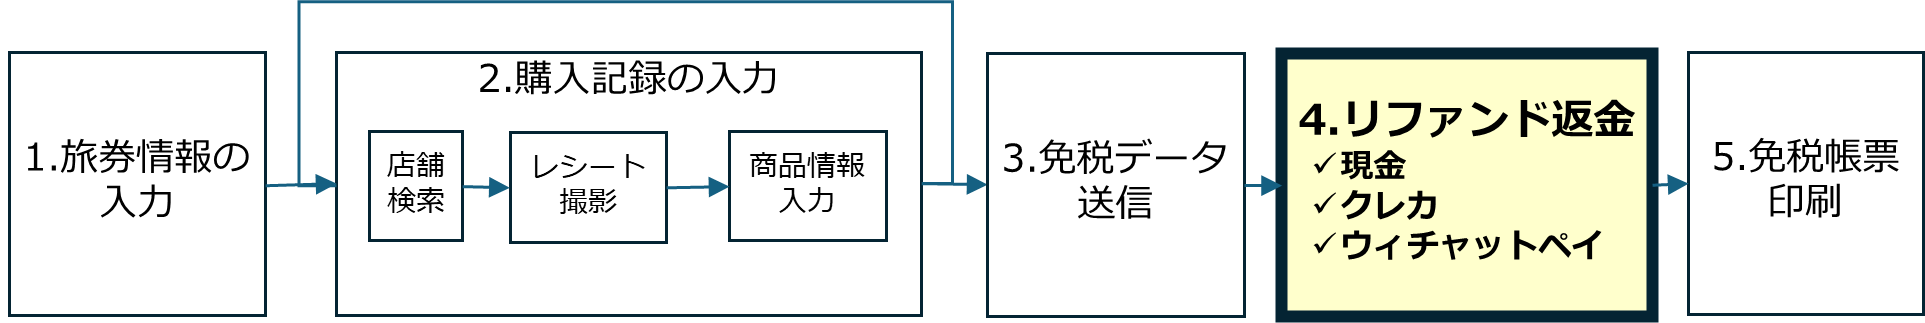 1.旅券情報の
入力
2.購入記録の入力
店舗
検索
レシート
撮影
商品情報
入力
3.免税データ
送信
4.リファンド返金
✓現金
✓クレカ
✓ウィチャットペイ
5.免税帳票
印刷